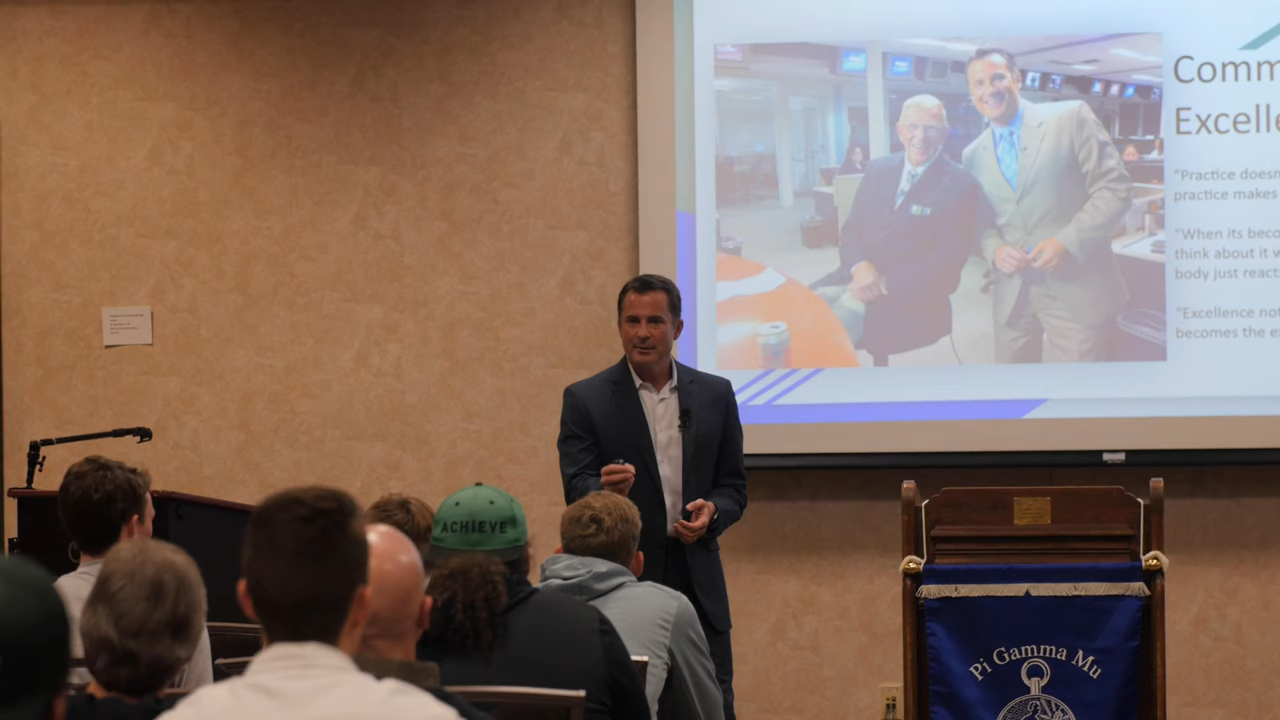 Comm
Excelle
"Practice doesn
practice makes
"When its beco
think about it w
body just react
"Excellence not
becomes the e
ACHIEVE
Pi Gamma Mu